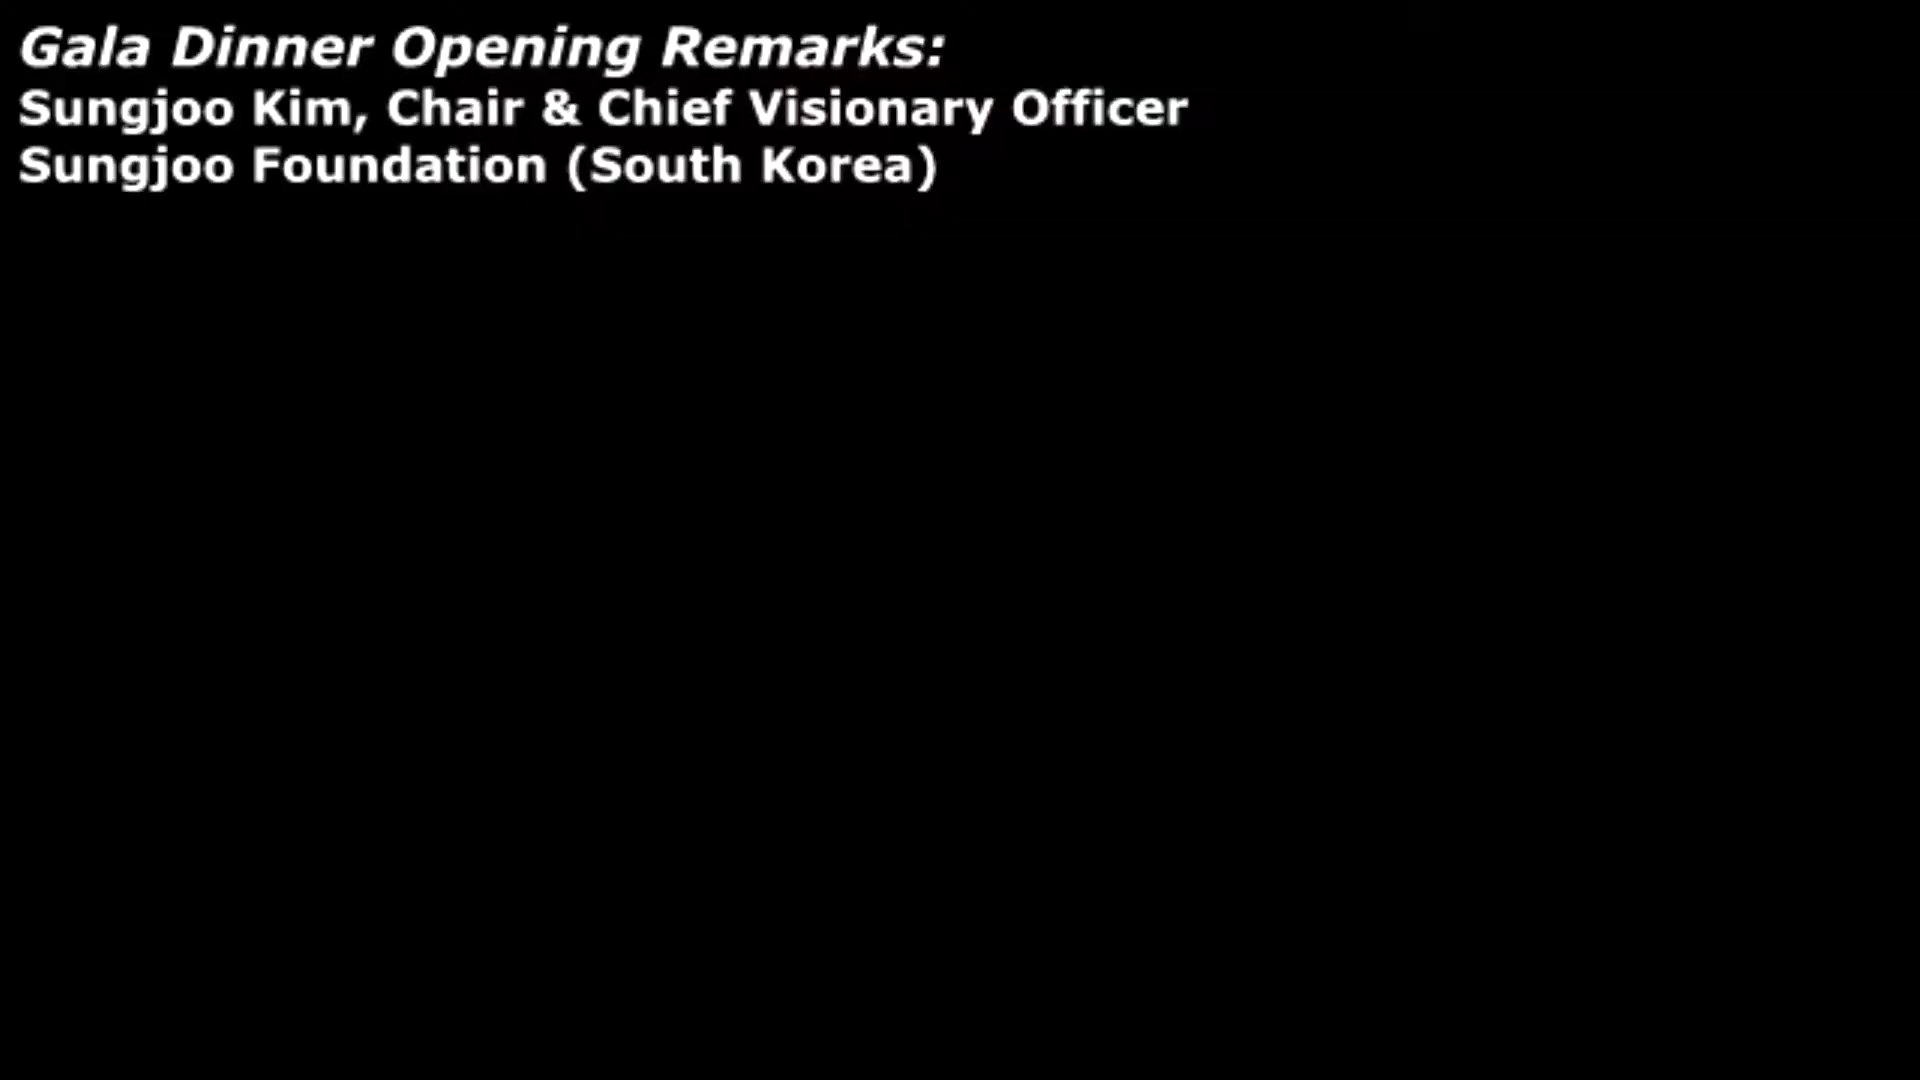 Gala Dinner Opening Remarks:
Sungjoo Kim, Chair & Chief Visionary Officer
Sungjoo Foundation (South Korea)